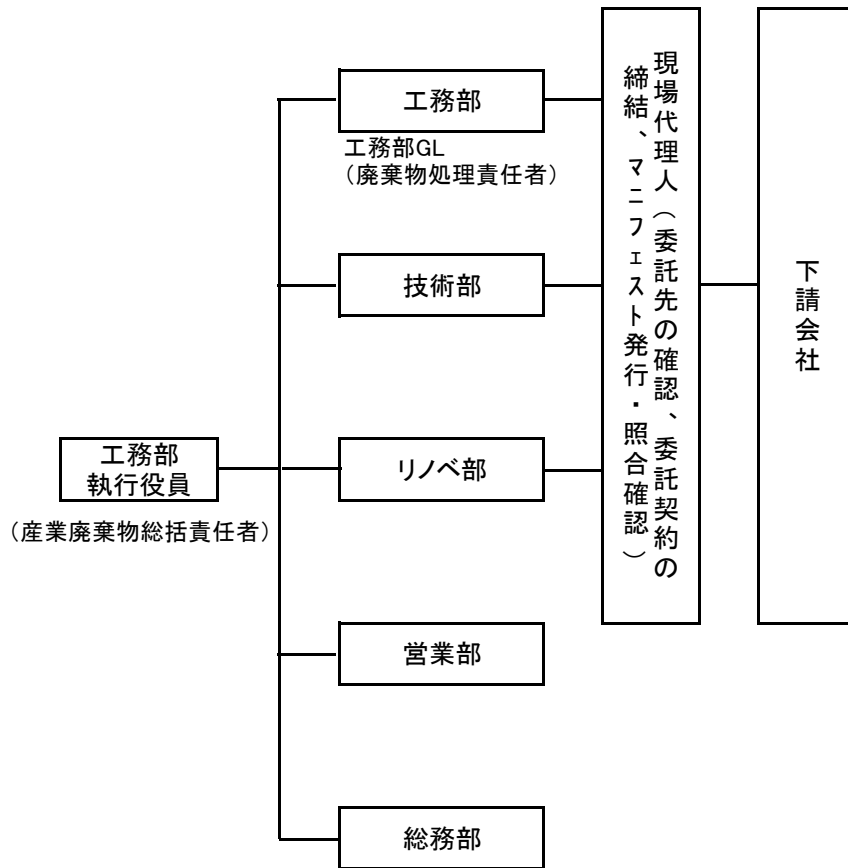 工務部
執行役員
（産業廃棄物総括責任者）
工務部
工務部GL
（廃棄物処理責任者）
技術部
リノベ部
営業部
総務部
現場代理人（委託先の確認、委託契約の
締結、マニフェスト発行・照合確認）
下請会社